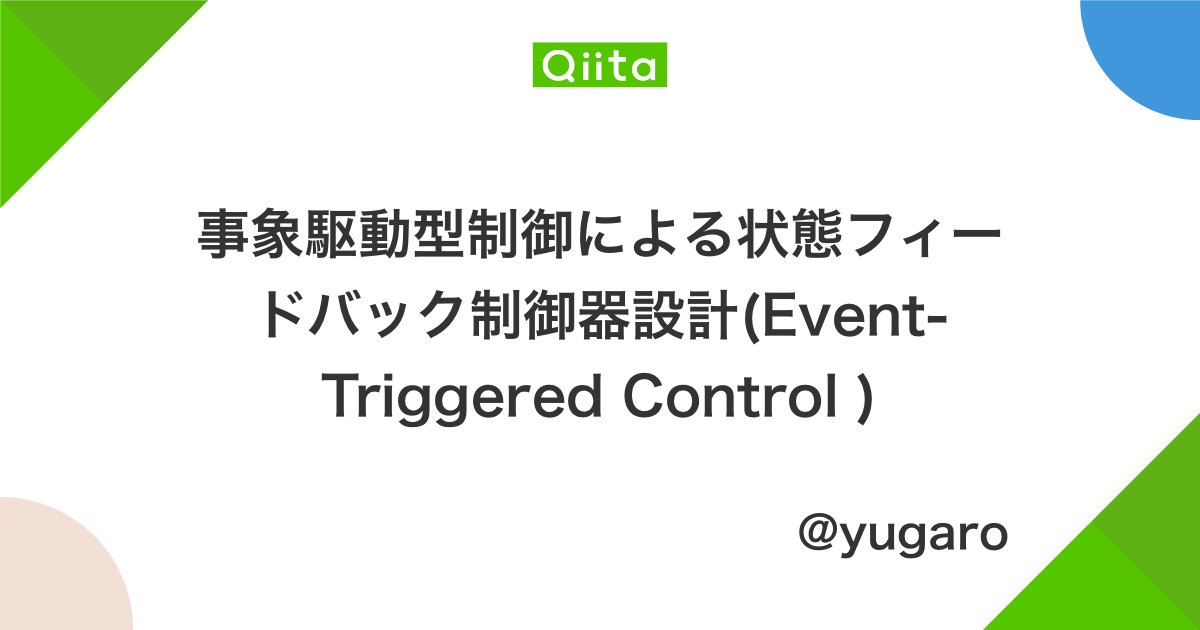 Qiita
事象駆動型制御による状態フィー
ドバック制御器設計(Event-
Triggered Control )
@yugaro